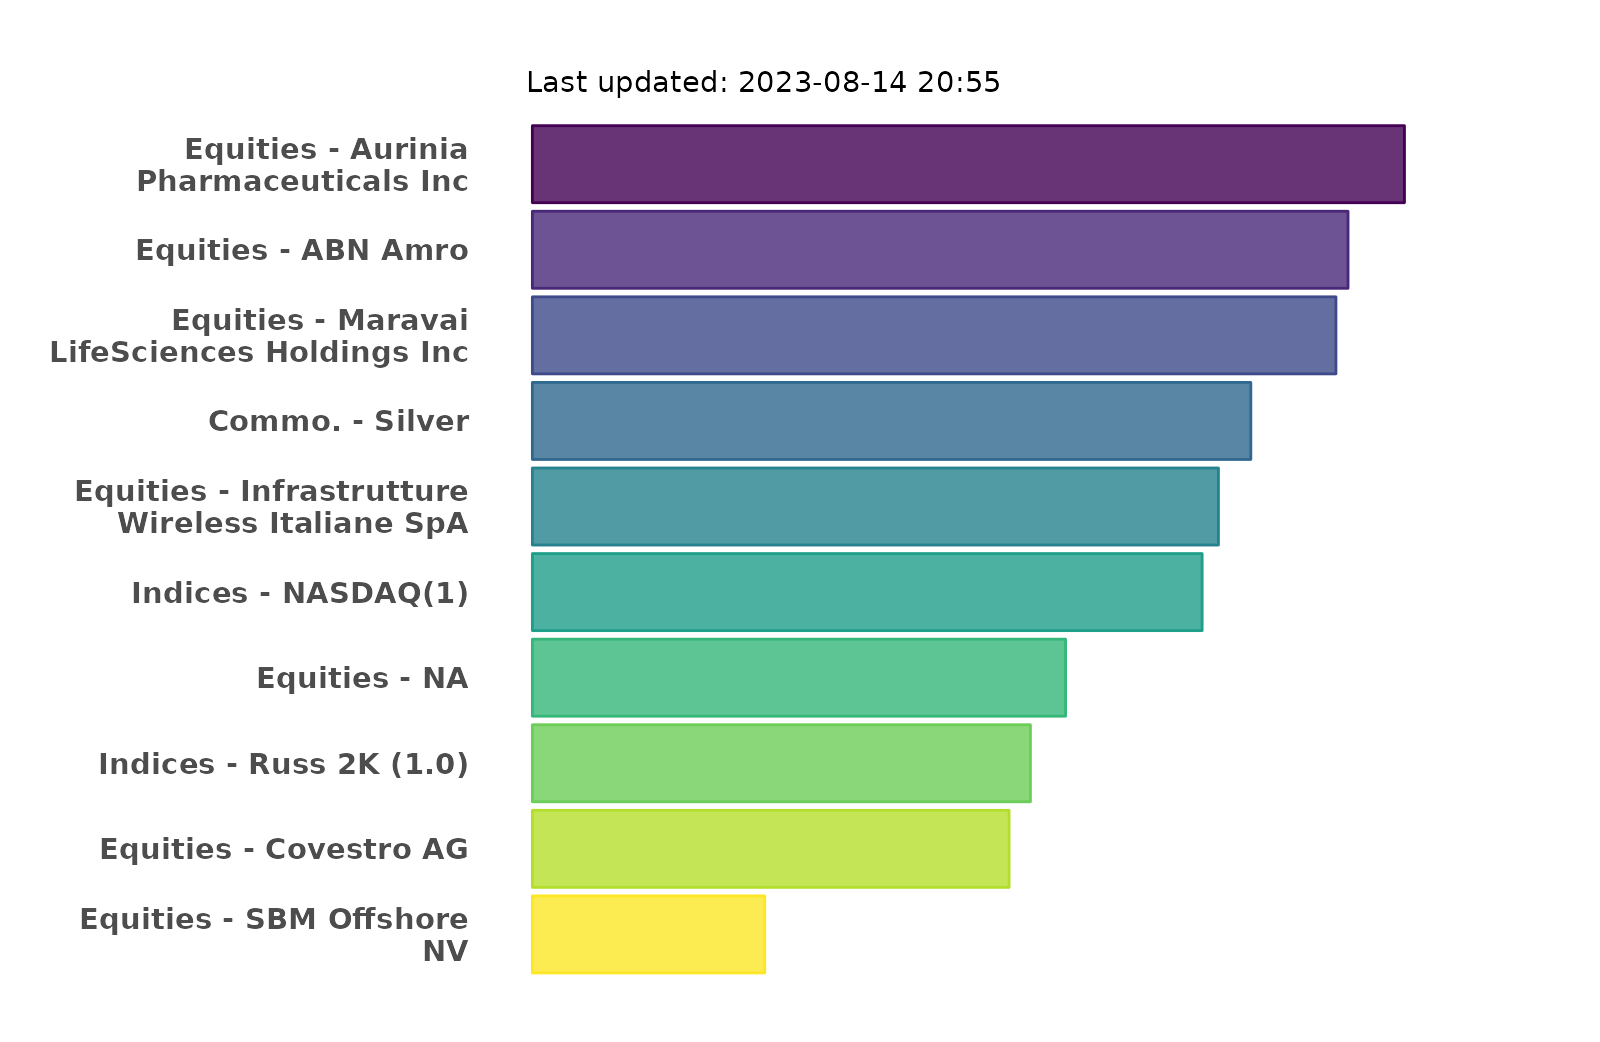 Last updated: 2023-08-14 20:55
Equities - Aurinia
Pharmaceuticals Inc
Equities - ABN Amro
Equities - Maravai
LifeSciences Holdings Inc
Commo. - Silver
Equities - Infrastrutture
Wireless Italiane SpA
Indices - NASDAQ(1)
Equities - NA
Indices - Russ 2K (1.0)
Equities - Covestro AG
Equities - SBM Offshore
NV